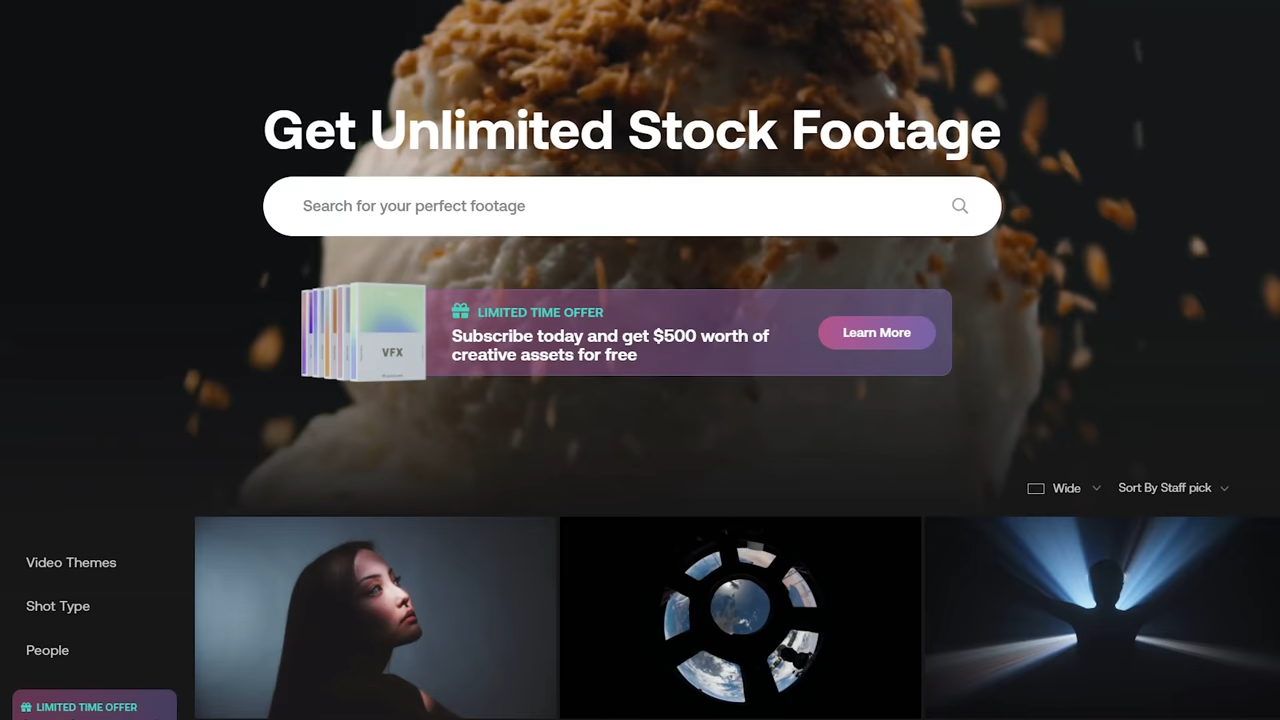 Get Unlimited Stock Footage
Search for your perfect footage
LIMITED TIME OFFER
Subscribe today and get $500 worth of
creative assets for free
VFX
Learn More
Wide
Sort By Staff pick
Video Themes
Shot Type
People
LIMITED TIME OFFER